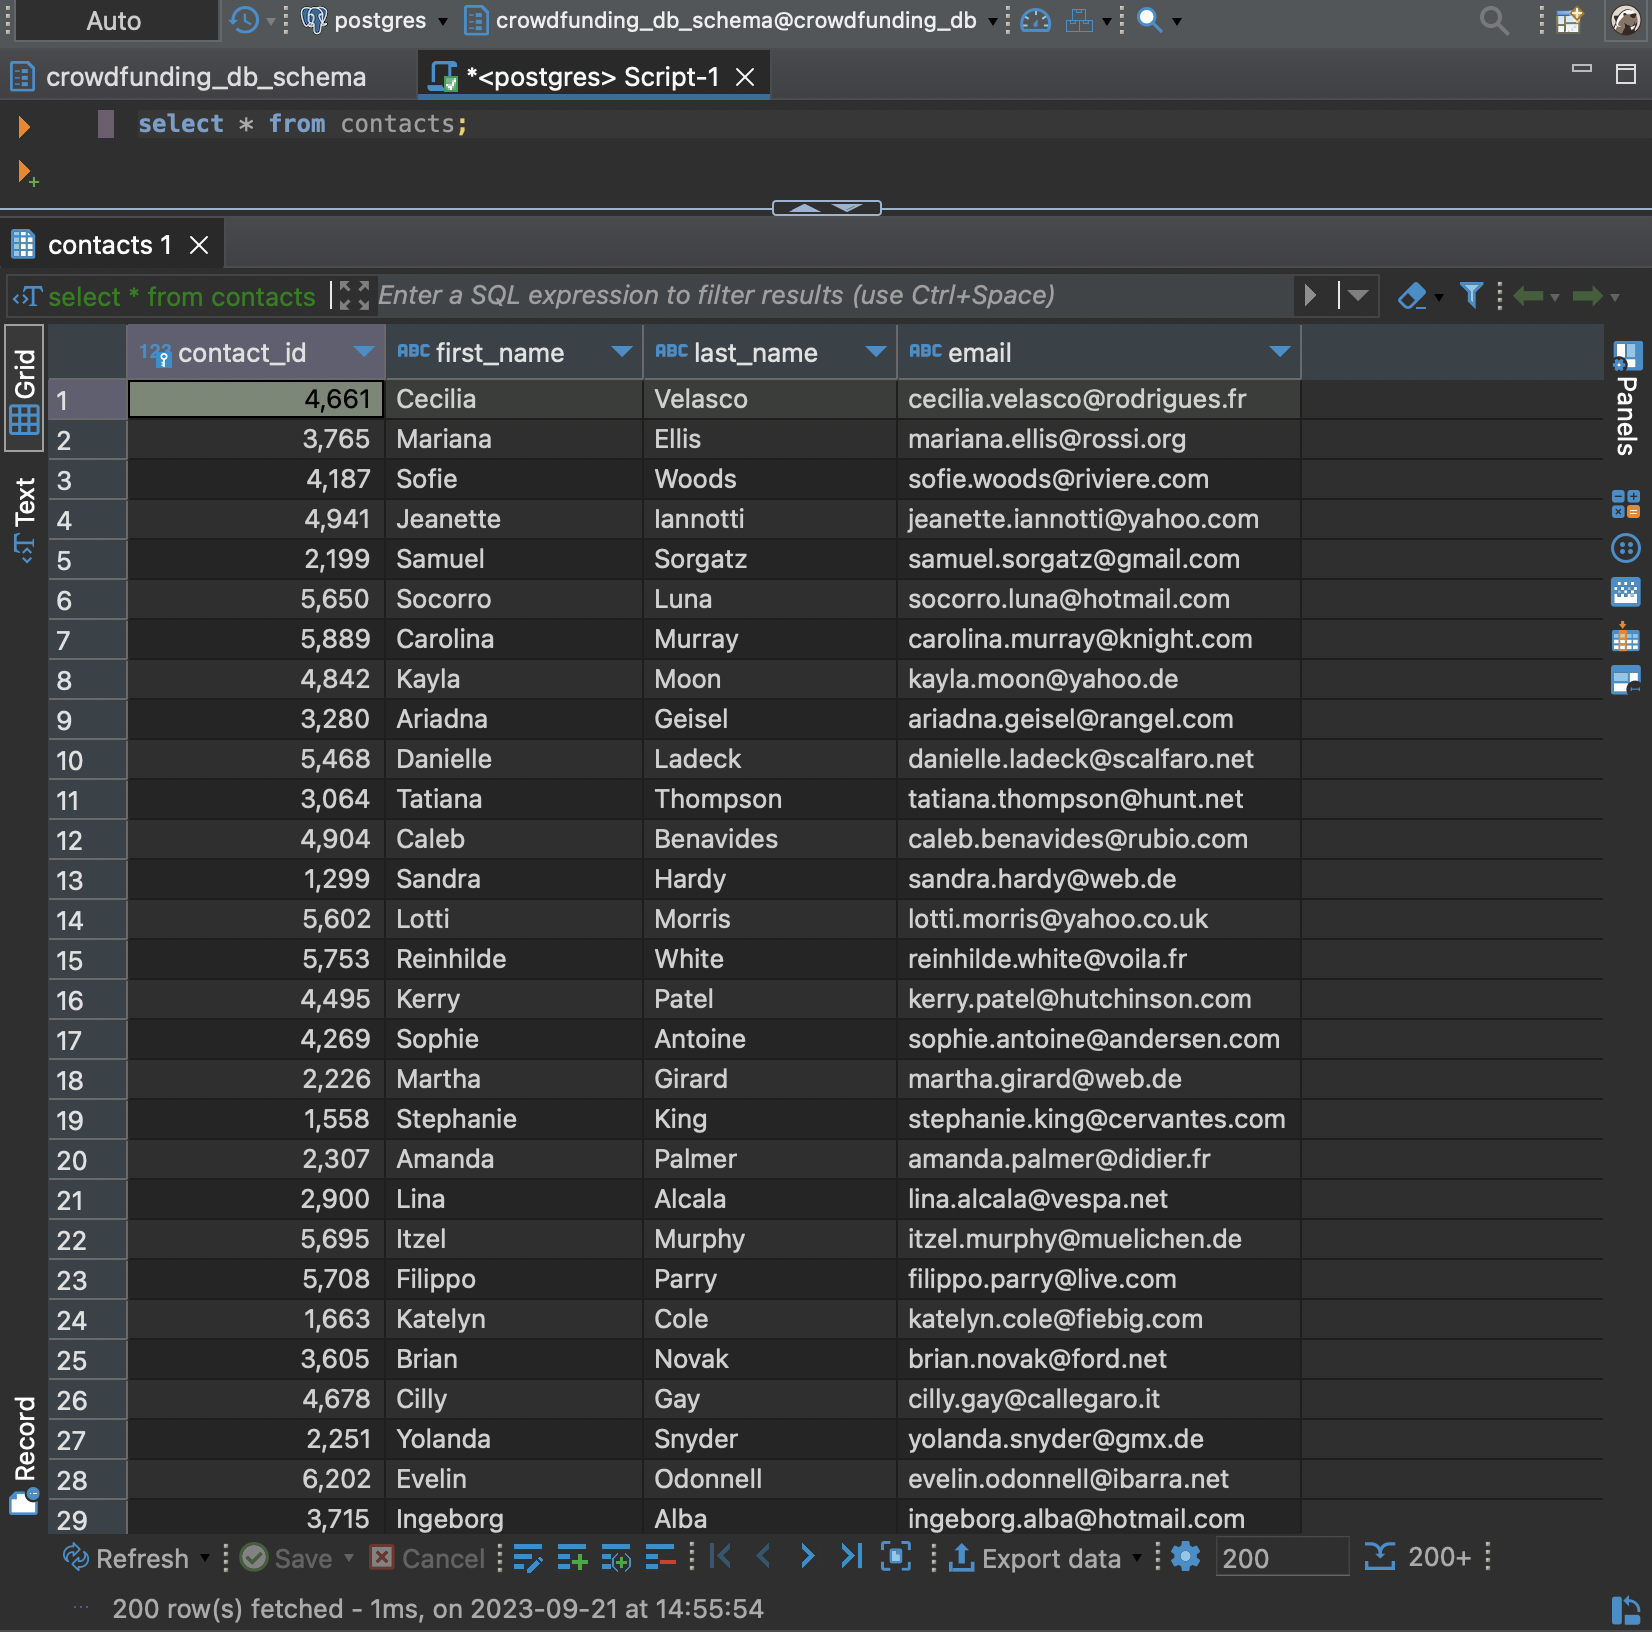 Auto postgres crowdfunding_db_schema@crowdfunding_db
crowdfunding_db_schema *<postgres> Script-1
select * from contacts;
contacts 1
select * from contacts Enter a SQL expression to filter results (use Ctrl+Space)
Grid
Text
Record
Panels
123 contact_id ABC first_name ABC last_name ABC email
1 4,661 Cecilia Velasco cecilia.velasco@rodrigues.fr
2 3,765 Mariana Ellis mariana.ellis@rossi.org
3 4,187 Sofie Woods sofie.woods@riviere.com
4 4,941 Jeanette Iannotti jeanette.iannotti@yahoo.com
5 2,199 Samuel Sorgatz samuel.sorgatz@gmail.com
6 5,650 Socorro Luna socorro.luna@hotmail.com
7 5,889 Carolina Murray carolina.murray@knight.com
8 4,842 Kayla Moon kayla.moon@yahoo.de
9 3,280 Ariadna Geisel ariadna.geisel@rangel.com
10 5,468 Danielle Ladeck danielle.ladeck@scalfaro.net
11 3,064 Tatiana Thompson tatiana.thompson@hunt.net
12 4,904 Caleb Benavides caleb.benavides@rubio.com
13 1,299 Sandra Hardy sandra.hardy@web.de
14 5,602 Lotti Morris lotti.morris@yahoo.co.uk
15 5,753 Reinhilde White reinhilde.white@voila.fr
16 4,495 Kerry Patel kerry.patel@hutchinson.com
17 4,269 Sophie Antoine sophie.antoine@andersen.com
18 2,226 Martha Girard martha.girard@web.de
19 1,558 Stephanie King stephanie.king@cervantes.com
20 2,307 Amanda Palmer amanda.palmer@didier.fr
21 2,900 Lina Alcala lina.alcala@vespa.net
22 5,695 Itzel Murphy itzel.murphy@muelichen.de
23 5,708 Filippo Parry filippo.parry@live.com
24 1,663 Katelyn Cole katelyn.cole@fiebig.com
25 3,605 Brian Novak brian.novak@ford.net
26 4,678 Cilly Gay cilly.gay@callegaro.it
27 2,251 Yolanda Snyder yolanda.snyder@gmx.de
28 6,202 Evelin Odonnell evelin.odonnell@ibarra.net
29 3,715 Ingeborg Alba ingeborg.alba@hotmail.com
Refresh Save Cancel Export data 200 200+
200 row(s) fetched - 1ms, on 2023-09-21 at 14:55:54